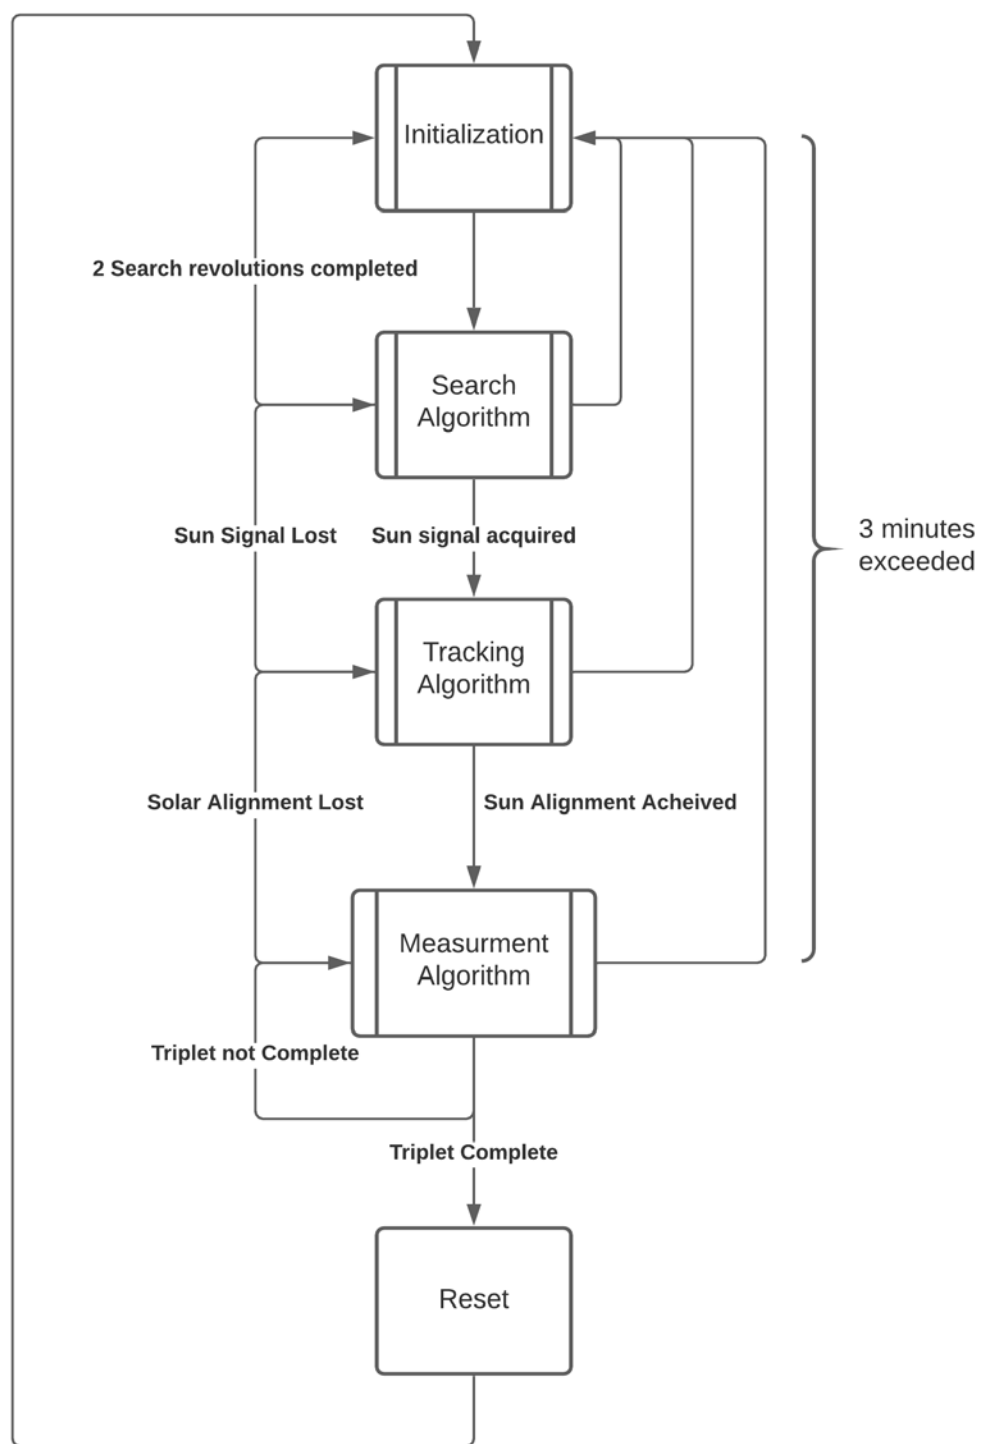 Initialization
2 Search revolutions completed
Search
Algorithm
Sun Signal Lost
Sun signal acquired
3 minutes
exceeded
Tracking
Algorithm
Solar Alignment Lost
Sun Alignment Acheived
Measurment
Algorithm
Triplet not Complete
Triplet Complete
Reset